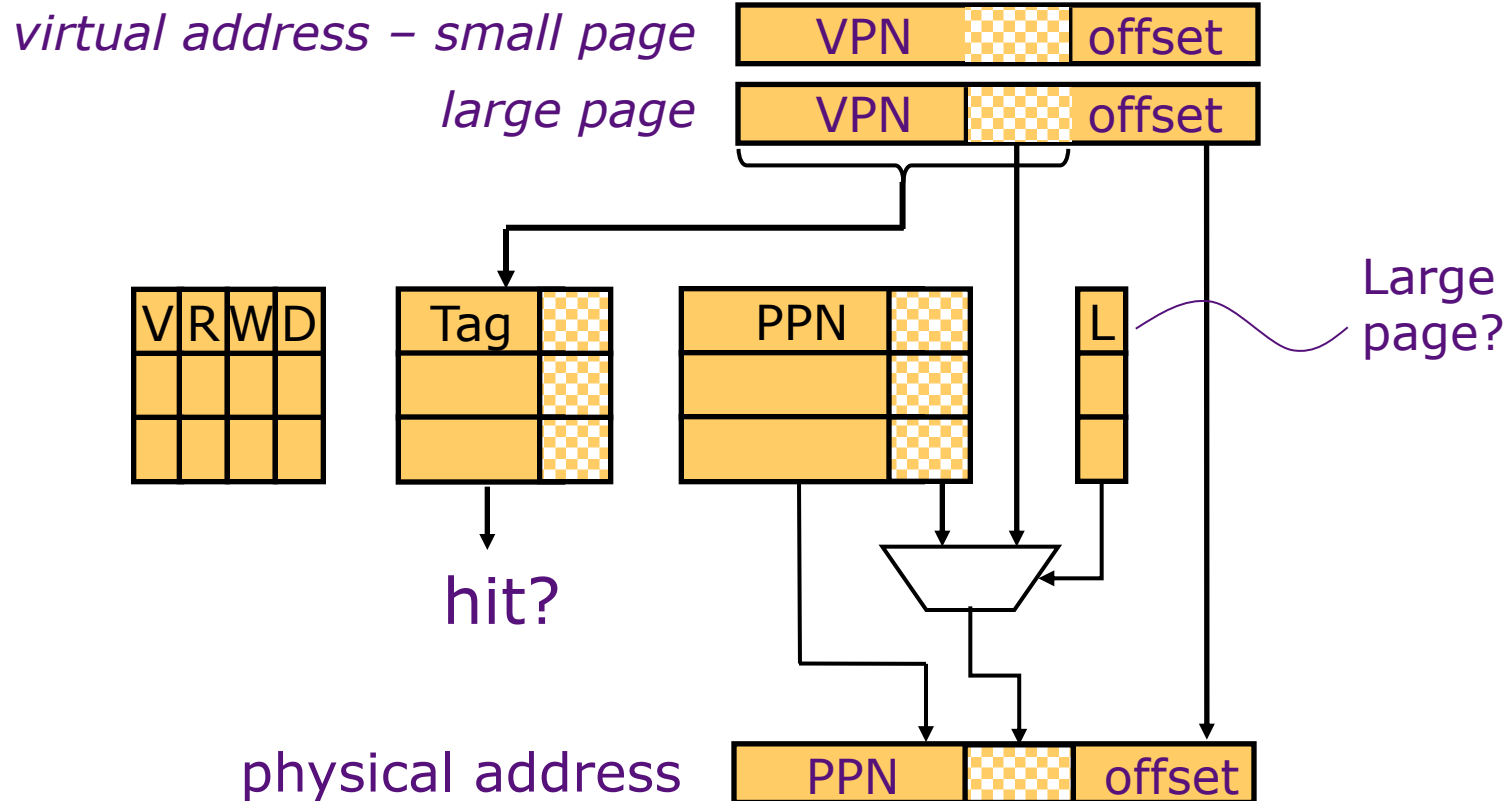 virtual address – small page VPN offset
large page VPN offset
V R W D Tag PPN L Large
page?
hit?
physical address PPN offset